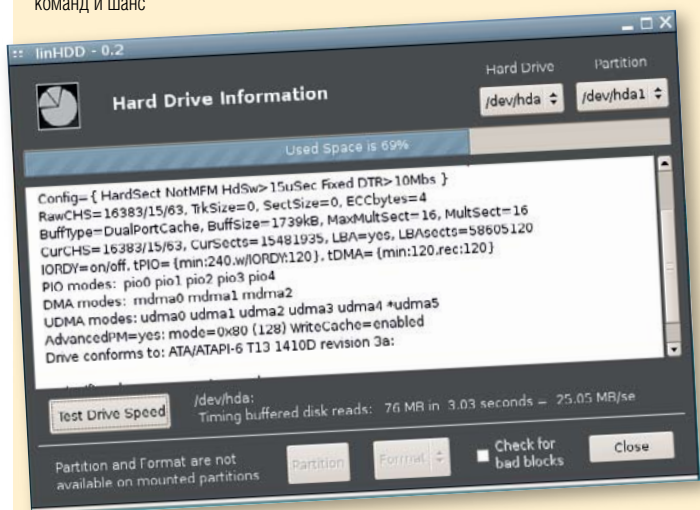 команд и шанс
linHDD - 0.2
Hard Drive Information
Hard Drive
Partition
/dev/hda
/dev/hda1
Used Space is 69%
Config={ HardSect NotMFM HdSw>15uSec Fixed DTR>10Mbs }
RawCHS=16383/15/63, TrkSize=0, SectSize=0, ECCbytes=4
BuffType=DualPortCache, BuffSize=1739kB, MaxMultSect=16, MultSect=16
CurCHS=16383/15/63, CurSects=15481935, LBA=yes, LBAsects=58605120
IORDY=on/off, tPIO={min:240,w/IORDY:120}, tDMA={min:120,rec:120}
PIO modes: pio0 pio1 pio2 pio3 pio4
DMA modes: mdma0 mdma1 mdma2
UDMA modes: udma0 udma1 udma2 udma3 udma4 *udma5
AdvancedPM=yes: mode=0x80 (128) WriteCache=enabled
Drive conforms to: ATA/ATAPI-6 T13 1410D revision 3a:
Test Drive Speed
/dev/hda:
Timing buffered disk reads: 76 MB in 3.03 seconds = 25.05 MB/se
Partition and Format are not
available on mounted partitions
Partition
Format
Check for
bad blocks
Close